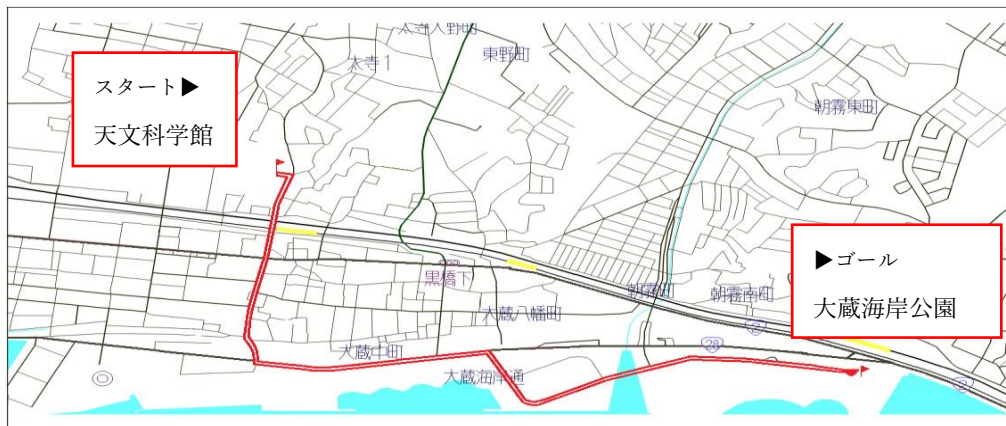 太寺大野町
東野町
太寺1
朝霧東町
スタート▶
天文科学館
▶ゴール
大蔵海岸公園
黒橋下
朝霧町
朝霧南町
大蔵八幡町
2
28
大蔵中町
大蔵海岸通
2